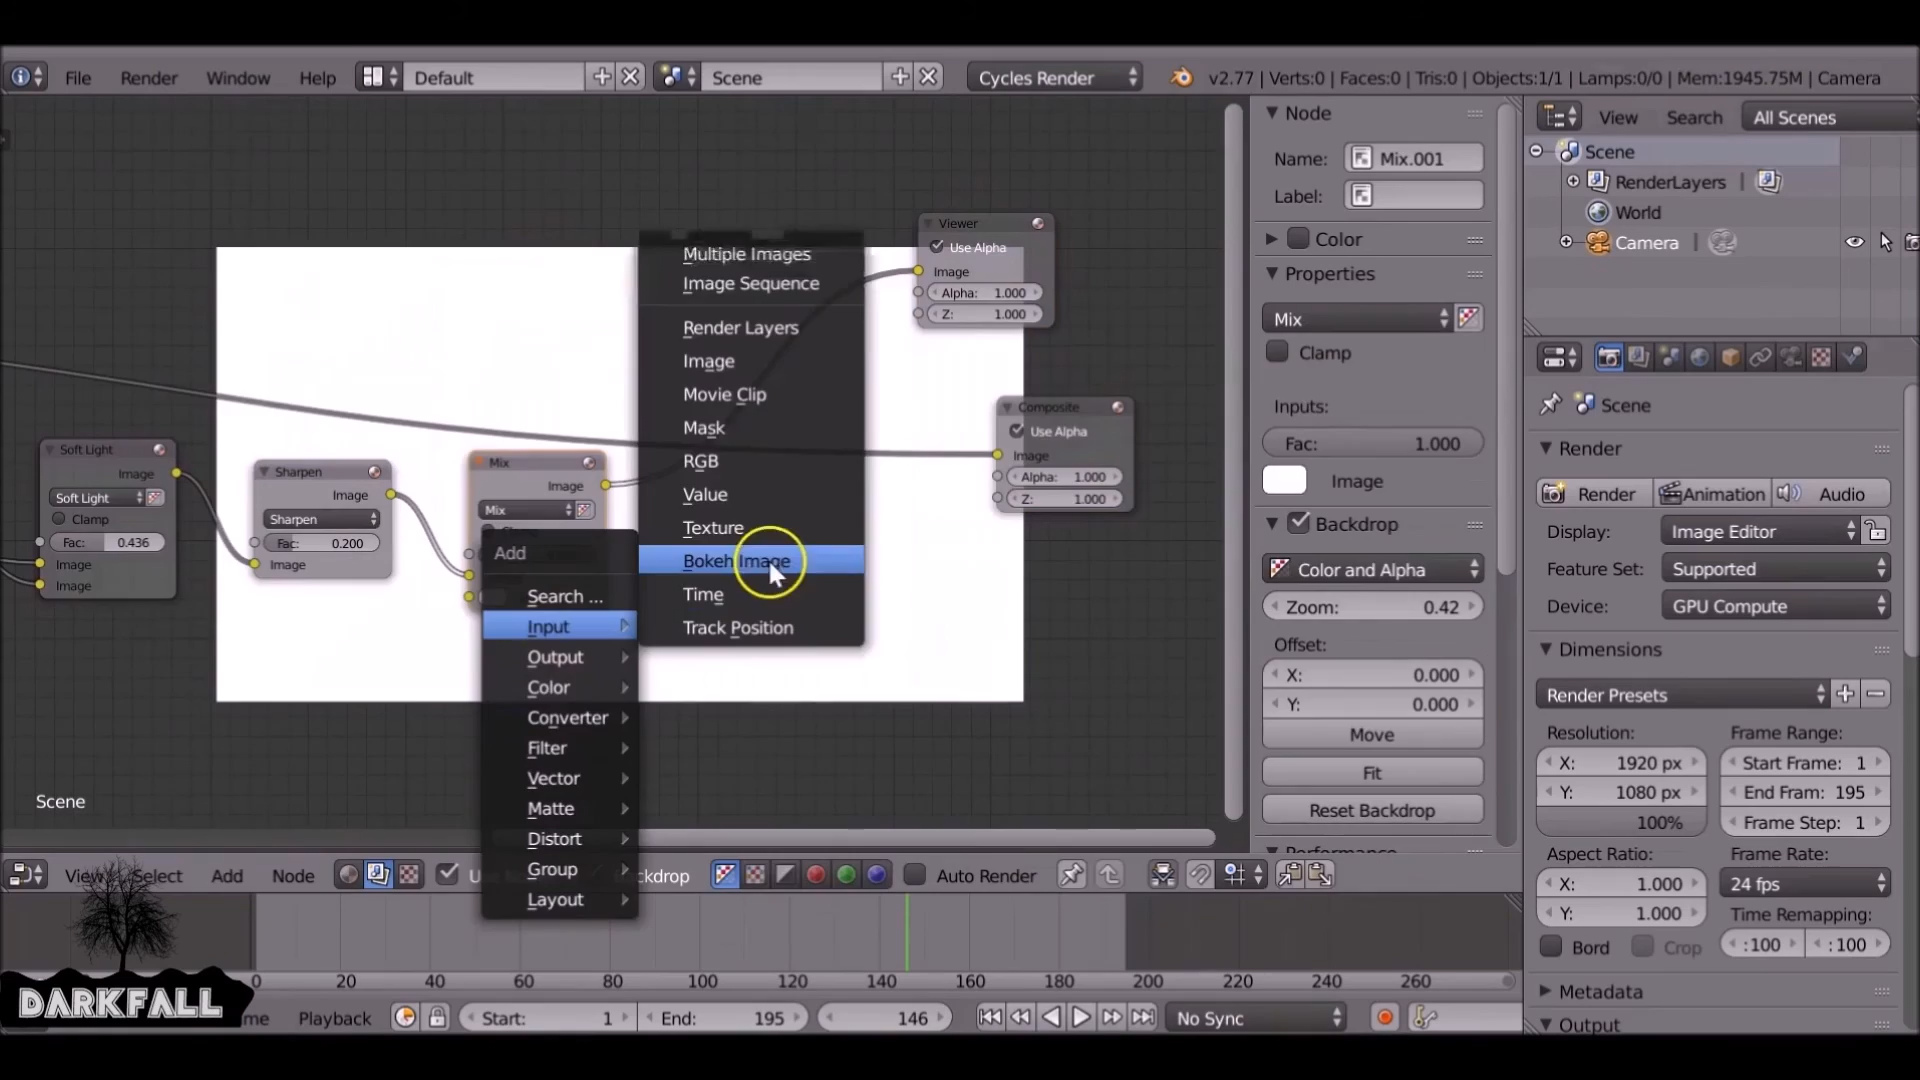 File Render Window Help Default Scene Cycles Render v2.77 | Verts:0 | Faces:0 | Tris:0 | Objects:1/1 | Lamps:0/0 | Mem:1945.75M | Camera
Soft Light
Image
Soft Light
Clamp
Fac: 0.436
Image
Image
Sharpen
Image
Sharpen
Fac: 0.200
Image
Mix
Image
Mix
Add
Search ...
Input
Output
Color
Converter
Filter
Vector
Matte
Distort
Group
Layout
Multiple Images
Image Sequence
Render Layers
Image
Movie Clip
Mask
RGB
Value
Texture
Bokeh Image
Time
Track Position
Viewer
Use Alpha
Image
Alpha: 1.000
Z: 1.000
Composite
Use Alpha
Image
Alpha: 1.000
Z: 1.000
Scene
Node
Name: Mix.001
Label:
Color
Properties
Mix
Clamp
Inputs:
Fac: 1.000
Image
Backdrop
Color and Alpha
Zoom: 0.42
Offset:
X: 0.000
Y: 0.000
Move
Fit
Reset Backdrop
Performance
View Search All Scenes
Scene
RenderLayers |
World
Camera |
Scene
Render
Render Animation Audio
Display: Image Editor
Feature Set: Supported
Device: GPU Compute
Dimensions
Render Presets
Resolution: Frame Range:
X: 1920 px Start Frame: 1
Y: 1080 px End Fram: 195
100% Frame Step: 1
Aspect Ratio: Frame Rate:
X: 1.000 24 fps
Y: 1.000 Time Remapping:
Bord Crop :100 :100
Metadata
Output
View Select Add Node ckdrop Auto Render
0 20 40 60 80 100 120 140 160 180 200 220 240 260
DARKFALL
me Playback Start: 1 End: 195 146 No Sync